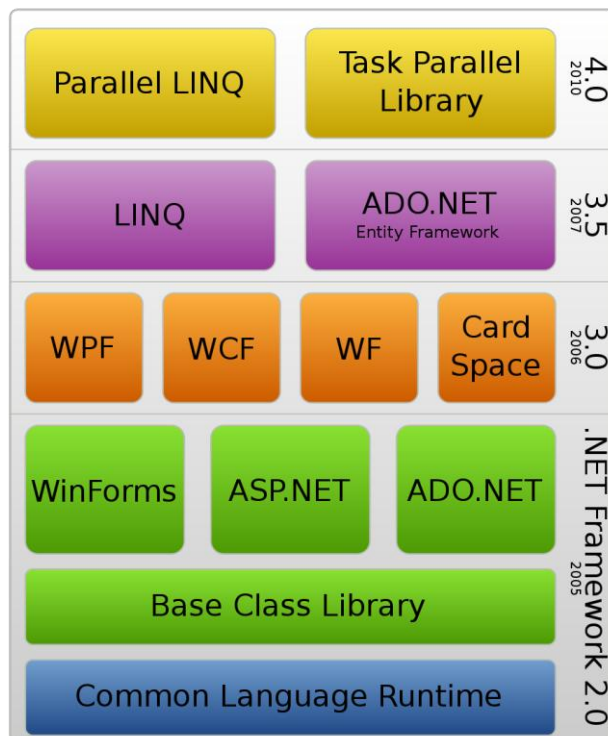 Parallel LINQ
Task Parallel
Library
4.0
2010
LINQ
ADO.NET
Entity Framework
3.5
2007
WPF
WCF
WF
Card
Space
3.0
2006
WinForms
ASP.NET
ADO.NET
Base Class Library
Common Language Runtime
.NET Framework 2.0
2005